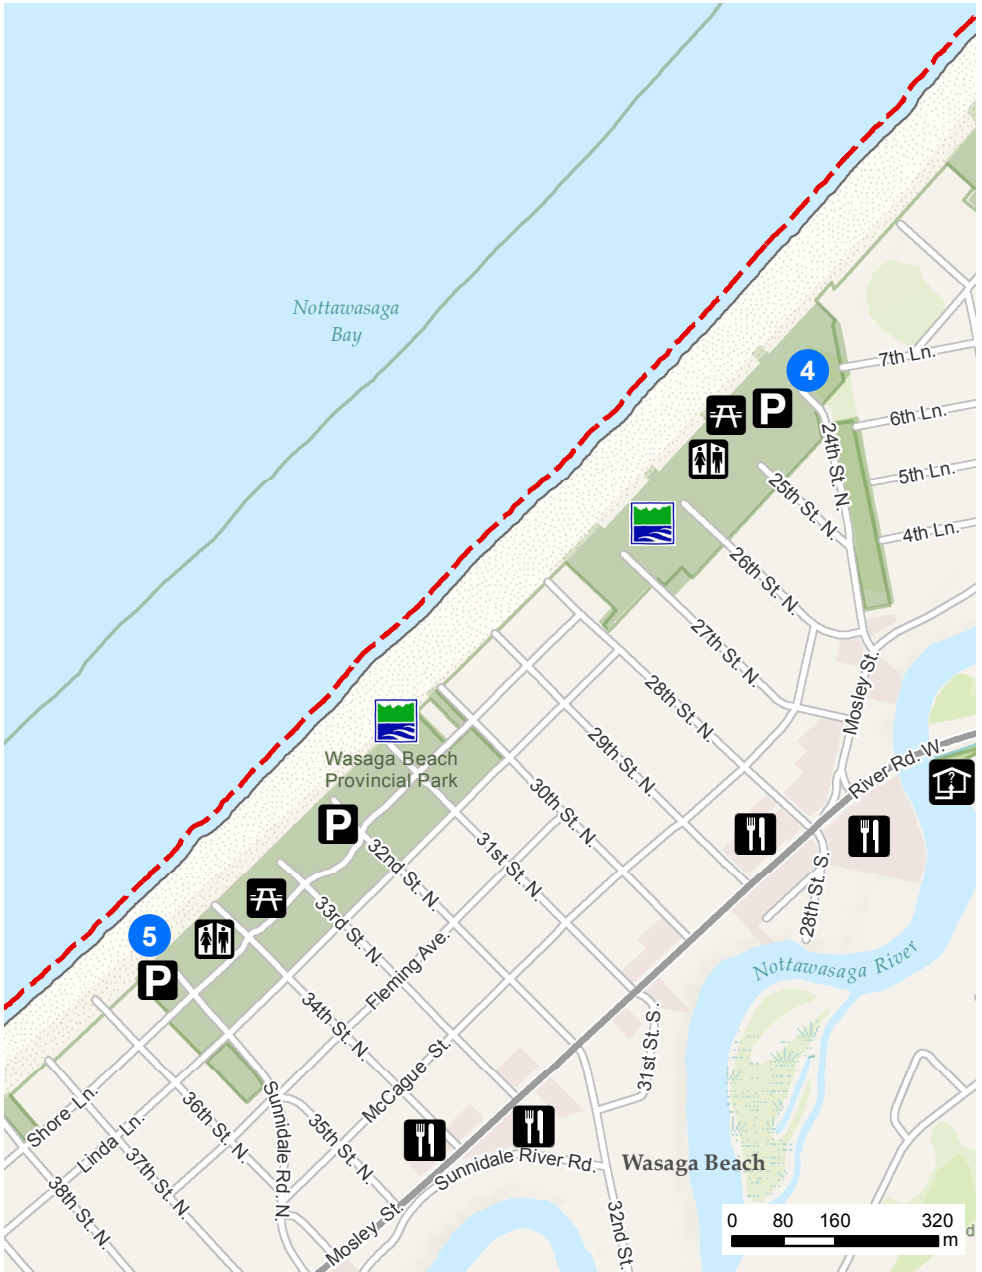 Nottawasaga
Bay
4
7th Ln.
P
6th Ln.
24th St. N.
5th Ln.
25th St. N.
4th Ln.
26th St. N.
27th St. N.
Mosley St.
28th St. N.
29th St. N.
River Rd. W.
Wasaga Beach
Provincial Park
?
30th St. N.
P
31st St. N.
32nd St. N.
28th St. S.
33rd St. N.
5
Fleming Ave.
Nottawasaga River
P
34th St. N.
31st St. S.
McCague St.
Shore Ln.
36th St. N.
Sunnidale Rd. N.
35th St. N.
Linda Ln.
37th St. N.
Sunnidale River Rd.
Wasaga Beach
38th St. N.
Mosley St.
32nd St.
0 80 160 320
m
d